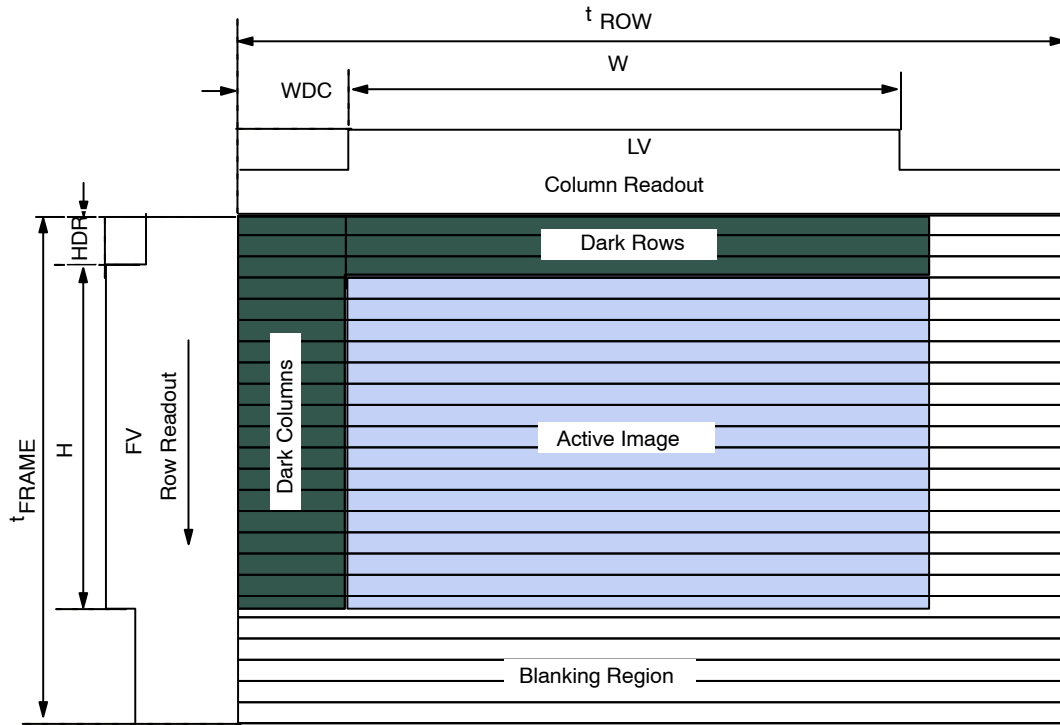 t ROW
W
WDC
LV
Column Readout
HDR
Dark Rows
tFRAME
H
FV
Row Readout
Dark Columns
Active Image
Blanking Region